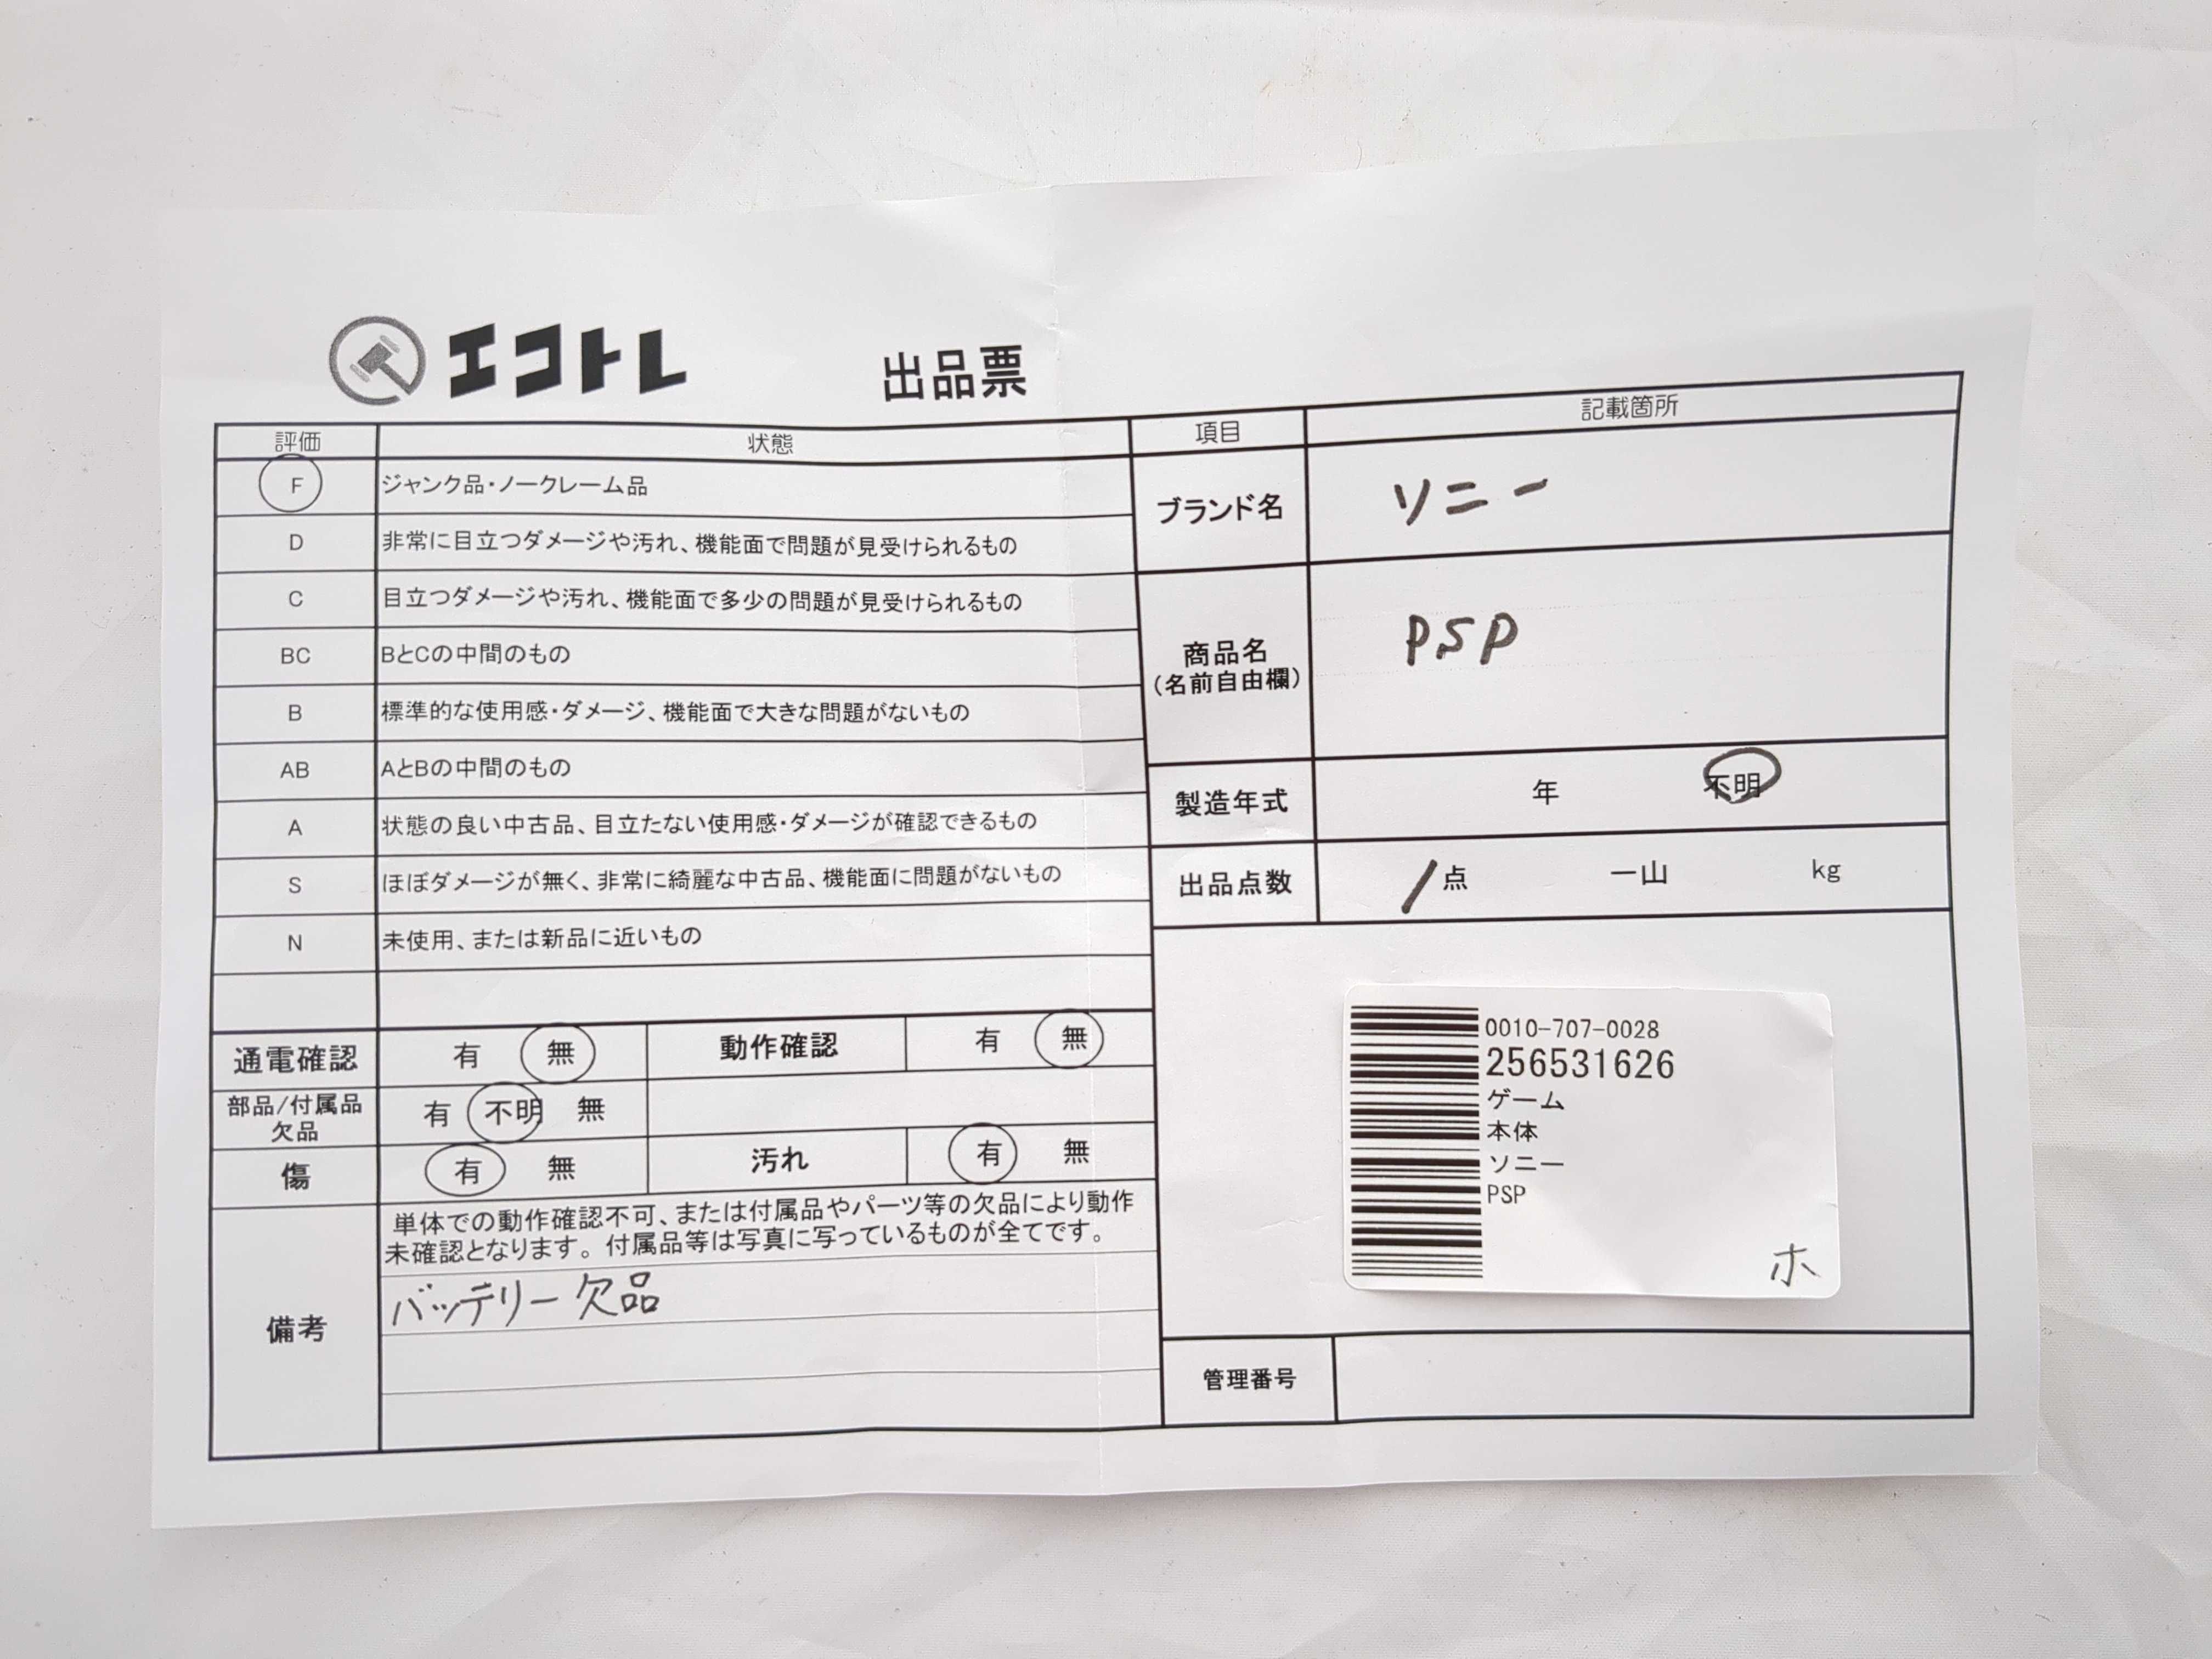 エコトレ
出品票
評価 状態
F ジャンク品・ノークレーム品
D 非常に目立つダメージや汚れ、機能面で問題が見受けられるもの
C 目立つダメージや汚れ、機能面で多少の問題が見受けられるもの
BC BとCの中間のもの
B 標準的な使用感・ダメージ、機能面で大きな問題がないもの
AB AとBの中間のもの
A 状態の良い中古品、目立たない使用感・ダメージが確認できるもの
S ほぼダメージが無く、非常に綺麗な中古品、機能面に問題がないもの
N 未使用、または新品に近いもの
通電確認 有 無 動作確認 有 無
部品/付属品
欠品 有 不明 無
傷 有 無 汚れ 有 無
備考
単体での動作確認不可、または付属品やパーツ等の欠品により動作
未確認となります。付属品等は写真に写っているものが全てです。
バッテリー欠品
項目 記載箇所
ブランド名 ソニー
商品名
(名前自由欄) PSP
製造年式 年 不明
出品点数 1点 一山 kg
0010-707-0028
256531626
ゲーム
本体
ソニー
PSP
ホ
管理番号